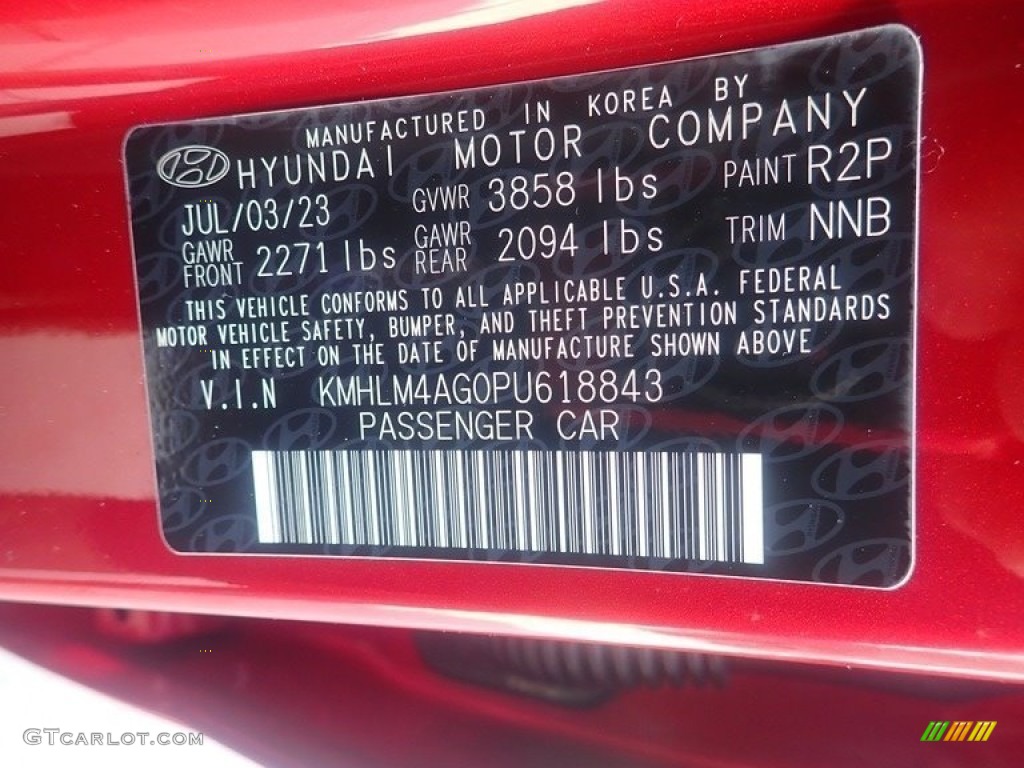 MANUFACTURED IN KOREA BY
HYUNDAI MOTOR COMPANY
JUL/03/23 GVWR 3858 lbs PAINT R2P
GAWR FRONT 2271 lbs GAWR REAR 2094 lbs TRIM NNB
THIS VEHICLE CONFORMS TO ALL APPLICABLE U.S.A. FEDERAL
MOTOR VEHICLE SAFETY, BUMPER, AND THEFT PREVENTION STANDARDS
IN EFFECT ON THE DATE OF MANUFACTURE SHOWN ABOVE
V.I.N KMHLM4AG0PU618843
PASSENGER CAR
GTCARLOT.COM